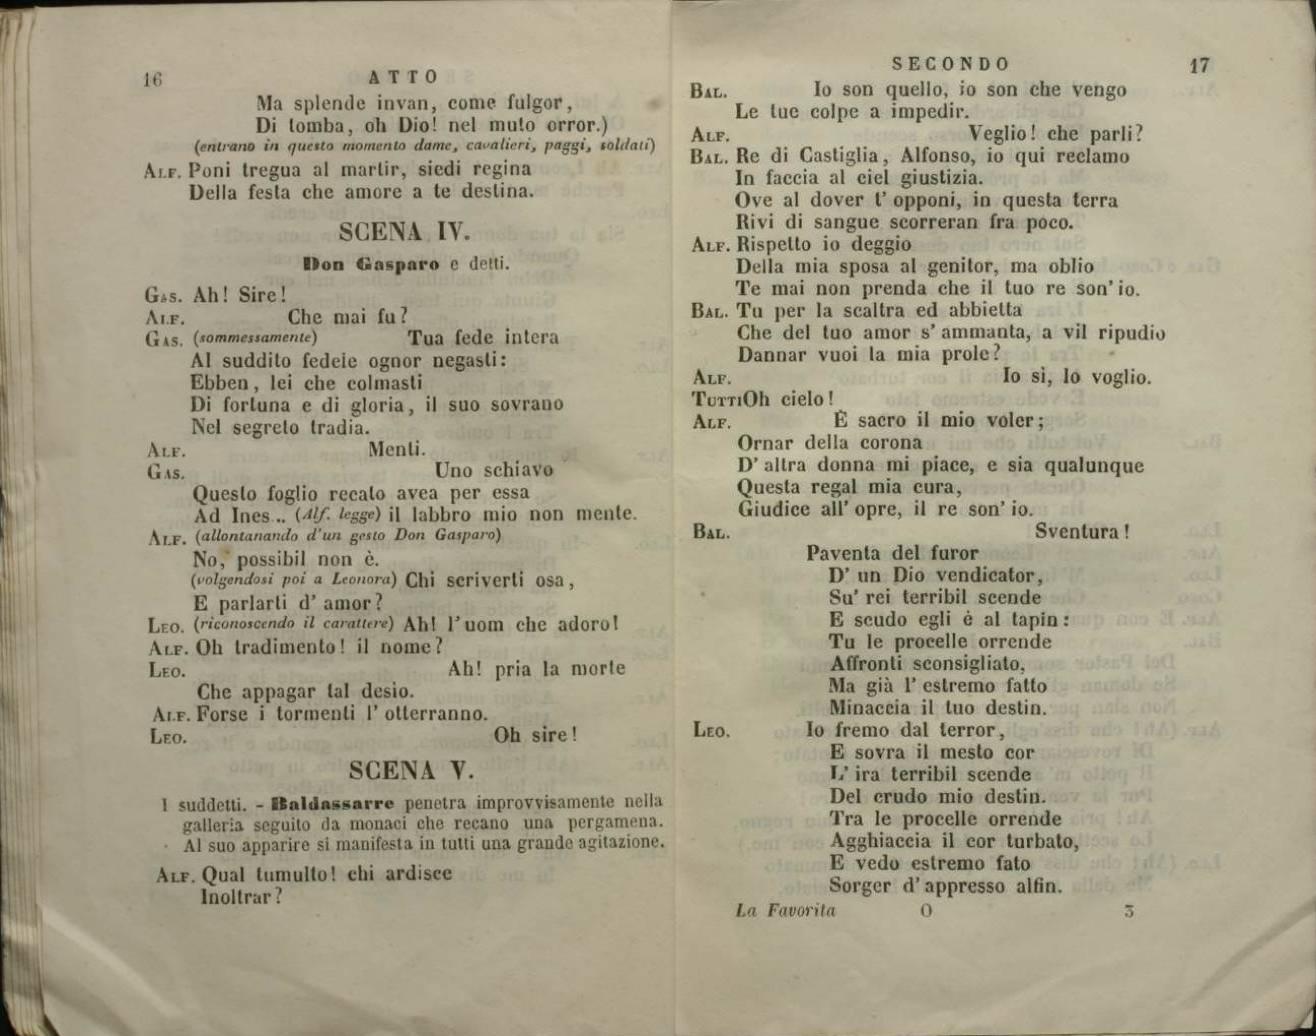 16
ATTO
Ma splende invan, come fulgor,
Di tomba, oh Dio! nel muto orror.)
(entrano in questo momento dame, cavalieri, paggi, soldati)
ALF. Poni tregua al martir, siedi regina
Della festa che amore a te destina.
SCENA IV.
Don Gasparo e detti.
GAS. Ah! Sire!
ALF. Che mai fu?
GAS. (sommessamente) Tua fede intera
Al suddito fedele ognor negasti:
Ebben, lei che colmasti
Di fortuna e di gloria, il suo sovrano
Nel segreto tradia.
ALF. Menti.
GAS. Uno schiavo
Questo foglio recato avea per essa
Ad Ines... (Alf. legge) il labbro mio non mente.
ALF. (allontanando d'un gesto Don Gasparo)
No, possibil non è.
(volgendosi poi a Leonora) Chi scriverti osa,
E parlarti d'amor?
LEO. (riconoscendo il carattere) Ah! l'uom che adoro!
ALF. Oh tradimento! il nome?
LEO. Ah! pria la morte
Che appagar tal desio.
ALF. Forse i tormenti l'otterranno.
LEO. Oh sire!
SCENA V.
I suddetti. - Baldassarre penetra improvvisamente nella
galleria seguito da monaci che recano una pergamena.
Al suo apparire si manifesta in tutti una grande agitazione.
ALF. Qual tumulto! chi ardisce
Inoltrar?
SECONDO
17
BAL. Io son quello, io son che vengo
Le tue colpe a impedir.
ALF. Veglio! che parli?
BAL. Re di Castiglia, Alfonso, io qui reclamo
In faccia al ciel giustizia.
Ove al dover t'opponi, in questa terra
Rivi di sangue scorreran fra poco.
ALF. Rispetto io deggio
Della mia sposa al genitor, ma oblio
Te mai non prenda che il tuo re son'io.
BAL. Tu per la scaltra ed abbietta
Che del tuo amor s'ammanta, a vil ripudio
Dannar vuoi la mia prole?
ALF. Io sì, lo voglio.
TUTTI Oh cielo!
ALF. È sacro il mio voler;
Ornar della corona
D'altra donna mi piace, e sia qualunque
Questa regal mia cura,
Giudice all'opre, il re son'io.
BAL. Sventura!
Paventa del furor
D'un Dio vendicator,
Su' rei terribil scende
E scudo egli è al tapin:
Tu le procelle orrende
Affronti sconsigliato,
Ma già l'estremo fatto
Minaccia il tuo destin.
LEO. Io fremo dal terror,
E sovra il mesto cor
L'ira terribil scende
Del crudo mio destin.
Tra le procelle orrende
Agghiaccia il cor turbato,
E vedo estremo fato
Sorger d'appresso alfin.
La Favorita O 3